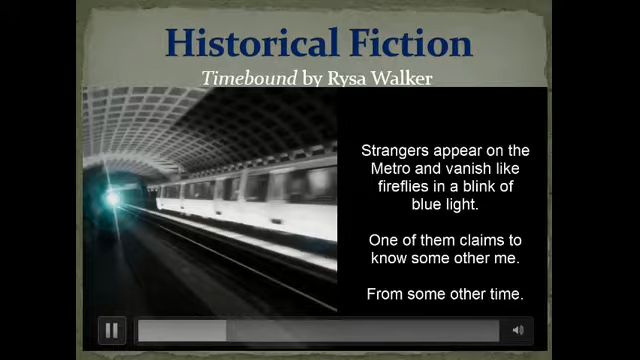 Historical Fiction
Timebound by Rysa Walker
Strangers appear on the
Metro and vanish like
fireflies in a blink of
blue light.
One of them claims to
know some other me.
From some other time.